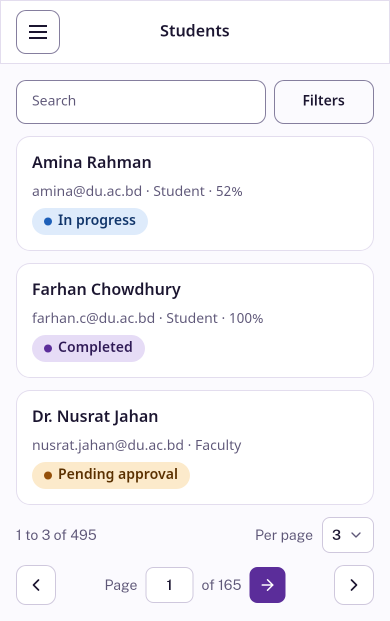 Students
Search
Filters
Amina Rahman
amina@du.ac.bd · Student · 52%
In progress
Farhan Chowdhury
farhan.c@du.ac.bd · Student · 100%
Completed
Dr. Nusrat Jahan
nusrat.jahan@du.ac.bd · Faculty
Pending approval
1 to 3 of 495 Per page 3
Page 1 of 165